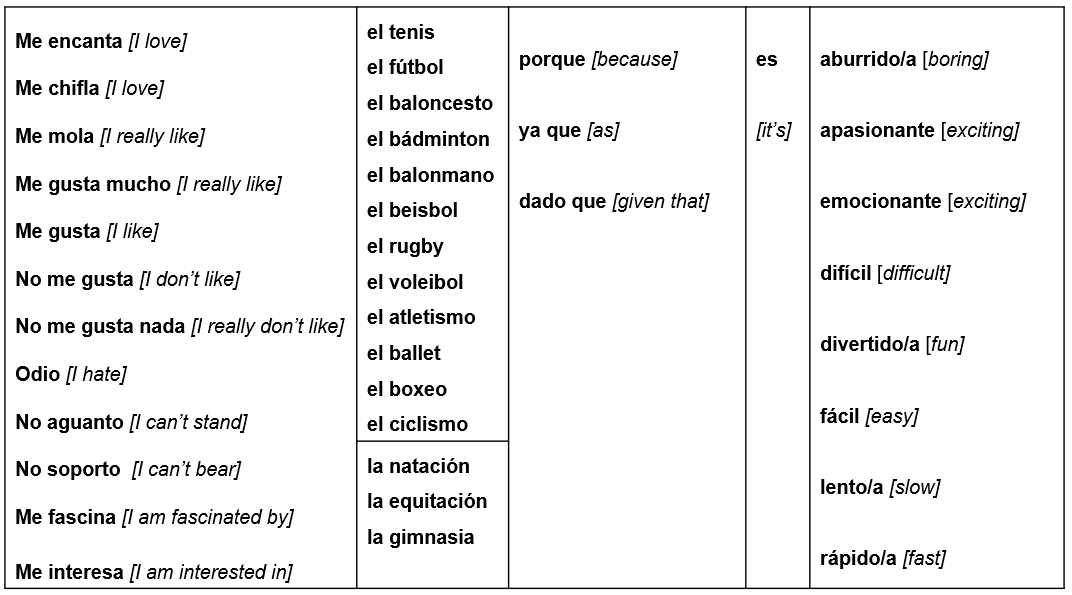 Me encanta [I love]
Me chifla [I love]
Me mola [I really like]
Me gusta mucho [I really like]
Me gusta [I like]
No me gusta [I don't like]
No me gusta nada [I really don't like]
Odio [I hate]
No aguanto [I can't stand]
No soporto [I can't bear]
Me fascina [I am fascinated by]
Me interesa [I am interested in]
el tenis
el fútbol
el baloncesto
el bádminton
el balonmano
el beisbol
el rugby
el voleibol
el atletismo
el ballet
el boxeo
el ciclismo
la natación
la equitación
la gimnasia
porque [because]
ya que [as]
dado que [given that]
es
[it's]
aburrido/a [boring]
apasionante [exciting]
emocionante [exciting]
difícil [difficult]
divertido/a [fun]
fácil [easy]
lento/a [slow]
rápido/a [fast]